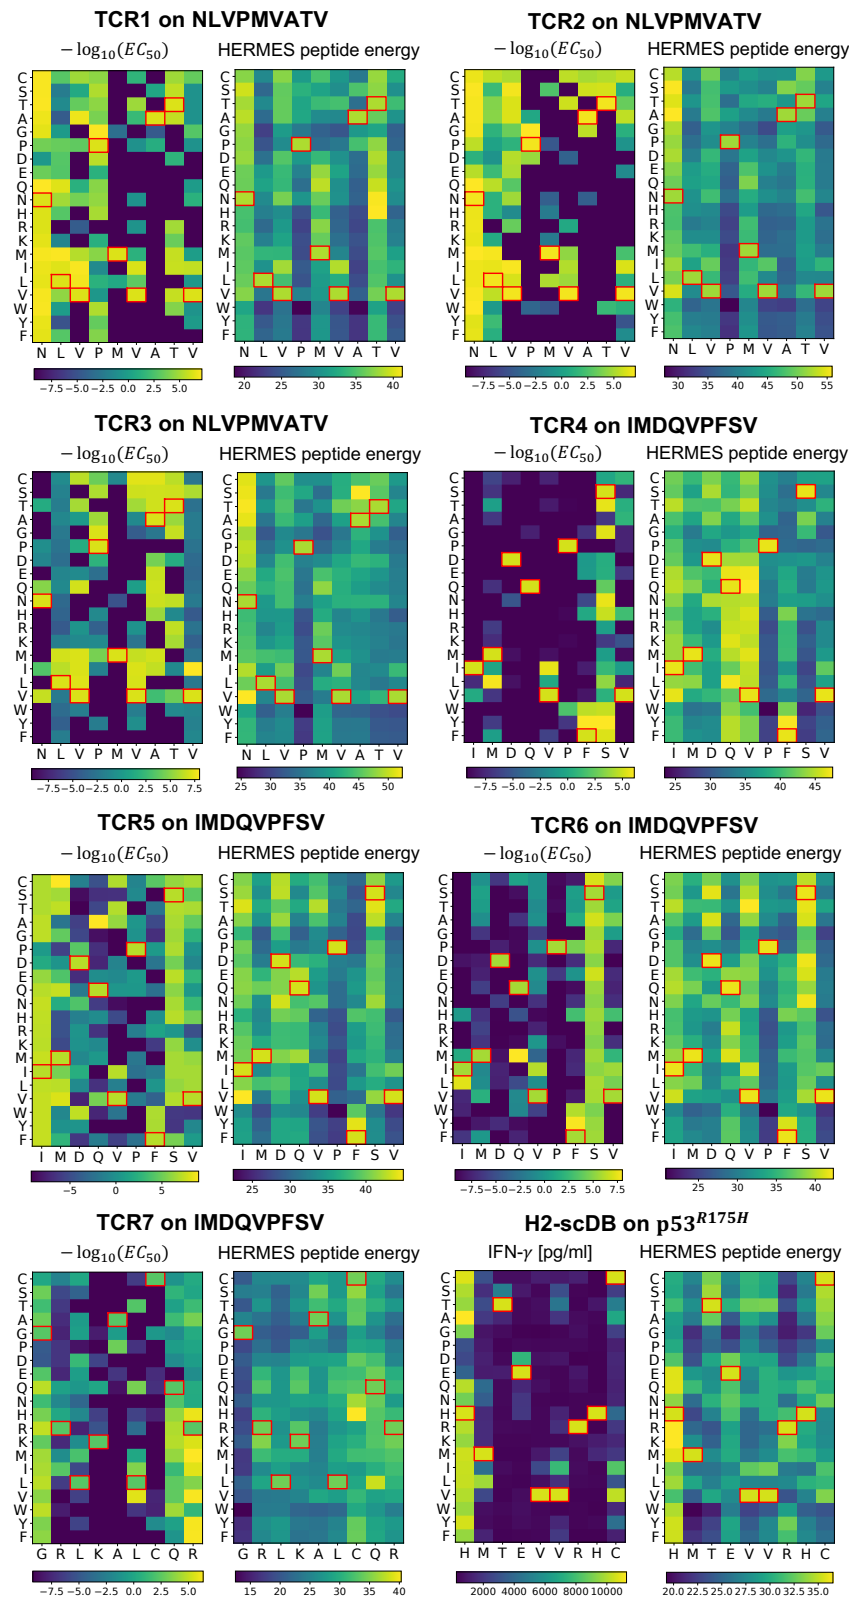 TCR1 on NLVPMVATV
− log₁₀(EC₅₀)
HERMES peptide energy
C S T A G P D E Q N H R K M I L V W Y F
N L V P M V A T V
−7.5 −5.0 −2.5 0.0 2.5 5.0
C S T A G P D E Q N H R K M I L V W Y F
N L V P M V A T V
20 25 30 35 40
TCR2 on NLVPMVATV
− log₁₀(EC₅₀)
HERMES peptide energy
C S T A G P D E Q N H R K M I L V W Y F
N L V P M V A T V
−7.5 −5.0 −2.5 0.0 2.5 5.0
C S T A G P D E Q N H R K M I L V W Y F
N L V P M V A T V
30 35 40 45 50 55
TCR3 on NLVPMVATV
− log₁₀(EC₅₀)
HERMES peptide energy
C S T A G P D E Q N H R K M I L V W Y F
N L V P M V A T V
−7.5 −5.0 −2.5 0.0 2.5 5.0 7.5
C S T A G P D E Q N H R K M I L V W Y F
N L V P M V A T V
25 30 35 40 45 50
TCR4 on IMDQVPFSV
− log₁₀(EC₅₀)
HERMES peptide energy
C S T A G P D E Q N H R K M I L V W Y F
I M D Q V P F S V
−7.5 −5.0 −2.5 0.0 2.5 5.0
C S T A G P D E Q N H R K M I L V W Y F
I M D Q V P F S V
25 30 35 40 45
TCR5 on IMDQVPFSV
− log₁₀(EC₅₀)
HERMES peptide energy
C S T A G P D E Q N H R K M I L V W Y F
I M D Q V P F S V
−5 0 5
C S T A G P D E Q N H R K M I L V W Y F
I M D Q V P F S V
25 30 35 40
TCR6 on IMDQVPFSV
− log₁₀(EC₅₀)
HERMES peptide energy
C S T A G P D E Q N H R K M I L V W Y F
I M D Q V P F S V
−7.5 −5.0 −2.5 0.0 2.5 5.0 7.5
C S T A G P D E Q N H R K M I L V W Y F
I M D Q V P F S V
25 30 35 40
TCR7 on IMDQVPFSV
− log₁₀(EC₅₀)
HERMES peptide energy
C S T A G P D E Q N H R K M I L V W Y F
G R L K A L C Q R
−7.5 −5.0 −2.5 0.0 2.5 5.0
C S T A G P D E Q N H R K M I L V W Y F
G R L K A L C Q R
15 20 25 30 35 40
H2-scDB on p53ᴿ¹⁷⁵ᴴ
IFN-γ [pg/ml]
HERMES peptide energy
C S T A G P D E Q N H R K M I L V W Y F
H M T E V V R H C
2000 4000 6000 8000 10000
C S T A G P D E Q N H R K M I L V W Y F
H M T E V V R H C
20.0 22.5 25.0 27.5 30.0 32.5 35.0